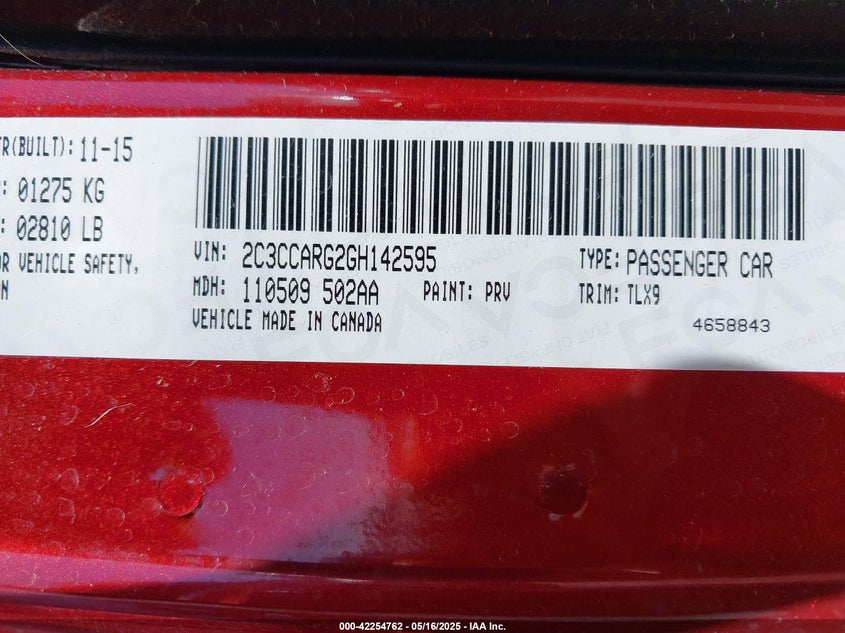 TR(BUILT): 11-15
: 01275 KG
: 02810 LB
OR VEHICLE SAFETY,
N
VIN: 2C3CCARG2GH142595
TYPE: PASSENGER CAR
MDH: 110509 502AA
PAINT: PRV
TRIM: TLX9
VEHICLE MADE IN CANADA
4658843
000-42254762 - 05/16/2025 - IAA Inc.